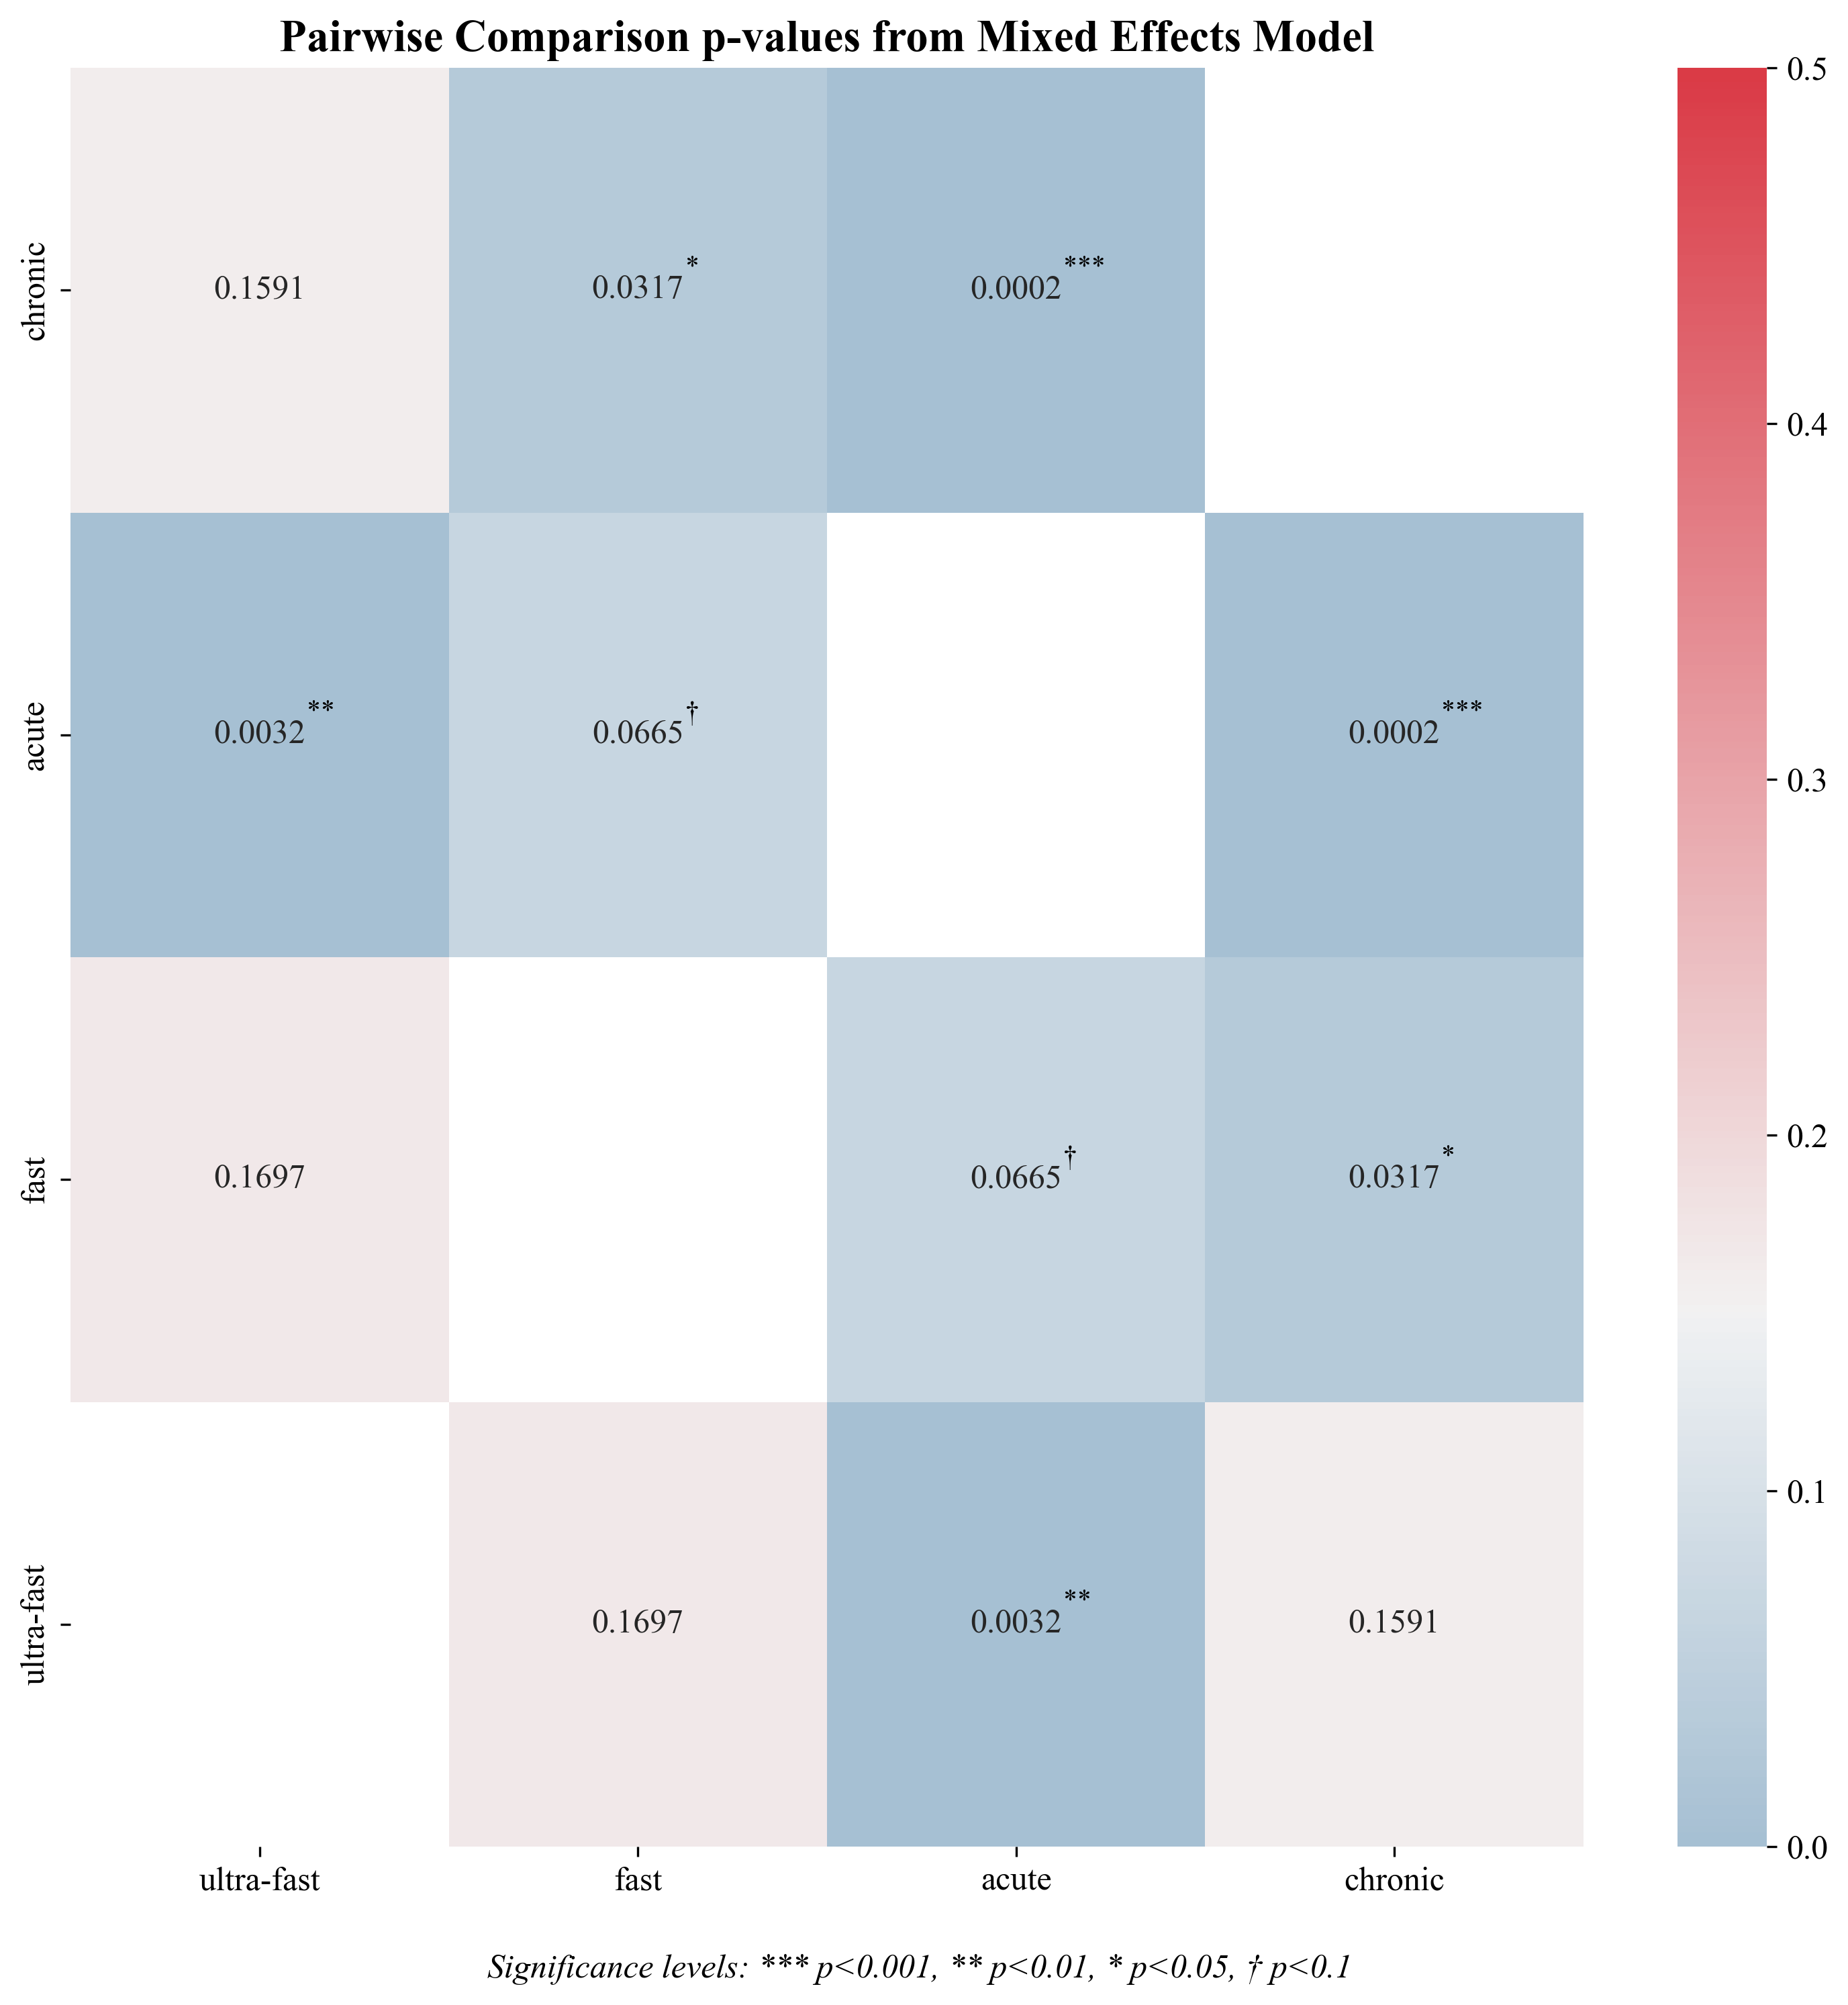 Pairwise Comparison p-values from Mixed Effects Model
0.5
chronic
0.1591
0.0317*
0.0002***
0.4
acute
0.0032**
0.0665†
0.0002***
0.3
fast
0.1697
0.0665†
0.0317*
0.2
ultra-fast
0.1697
0.0032**
0.1591
0.1
0.0
ultra-fast
fast
acute
chronic
Significance levels: *** p<0.001, ** p<0.01, * p<0.05, † p<0.1